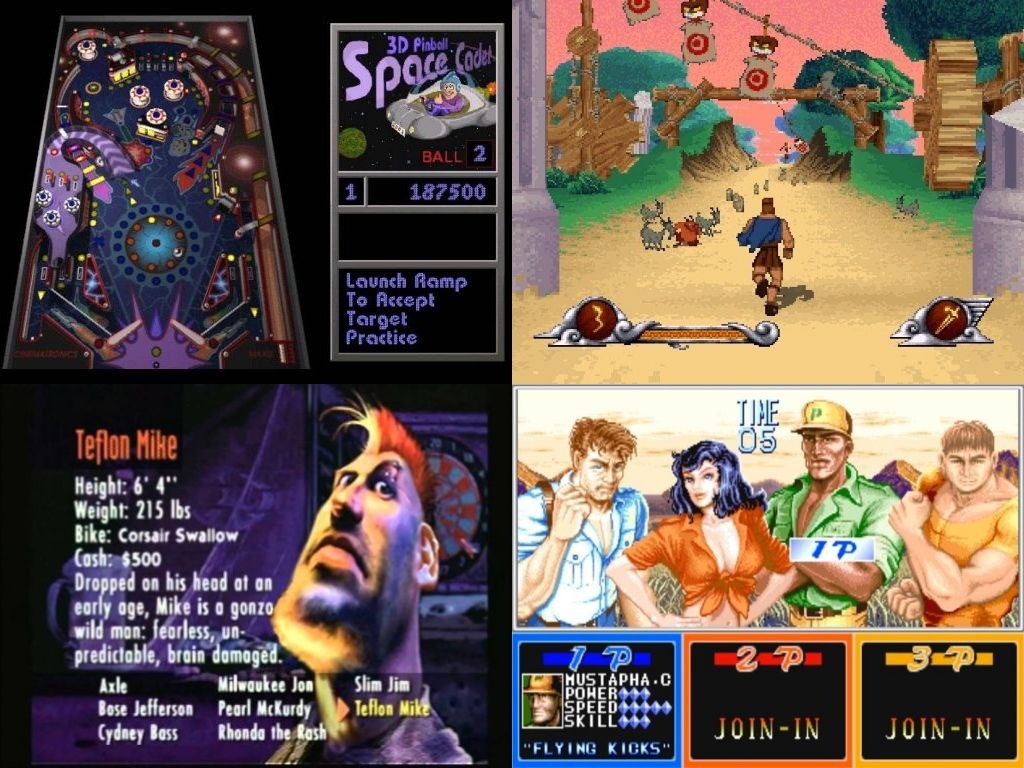 3D Pinball
Space Cadet
BALL 2
1 187500
Launch Ramp
To Accept
Target
Practice
CINEMATRONICS
MAXIS
Teflon Mike
Height: 6' 4"
Weight: 215 lbs
Bike: Corsair Swallow
Cash: $500
Dropped on his head at an
early age, Mike is a gonzo
wild man: fearless, un-
predictable, brain damaged.
Axle Milwaukee Jon Slim Jim
Bose Jefferson Pearl McKurdy Teflon Mike
Cydney Bass Rhonda the Rash
TIME
05
P
1P
1P 2P 3P
MUSTAPHA.C
POWER
SPEED
SKILL
"FLYING KICKS"
JOIN-IN JOIN-IN